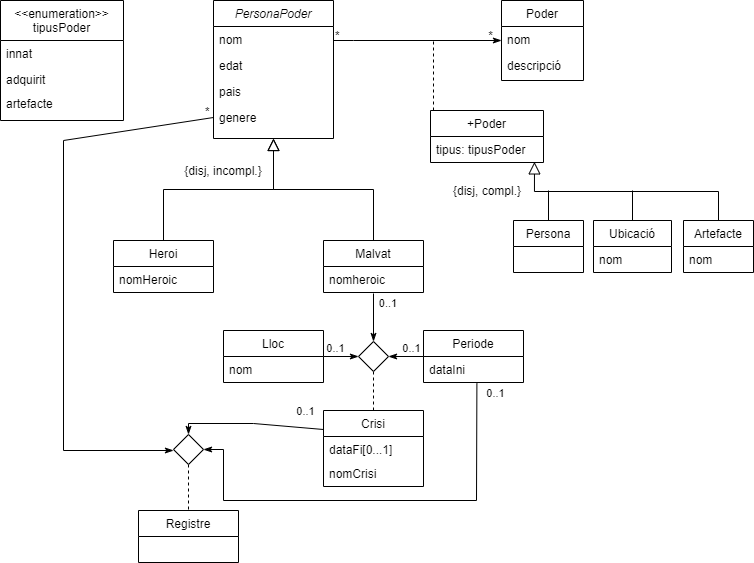 <<enumeration>>
tipusPoder
innat
adquirit
artefacte
PersonaPoder
nom
edat
pais
genere
*
*
*
Poder
nom
descripció
+Poder
tipus: tipusPoder
{disj, incompl.}
{disj, compl.}
Persona
Ubicació
nom
Artefacte
nom
Heroi
nomHeroic
Malvat
nomheroic
0..1
Lloc
nom
0..1
0..1
Periode
dataIni
0..1
0..1
Crisi
dataFi[0...1]
nomCrisi
Registre